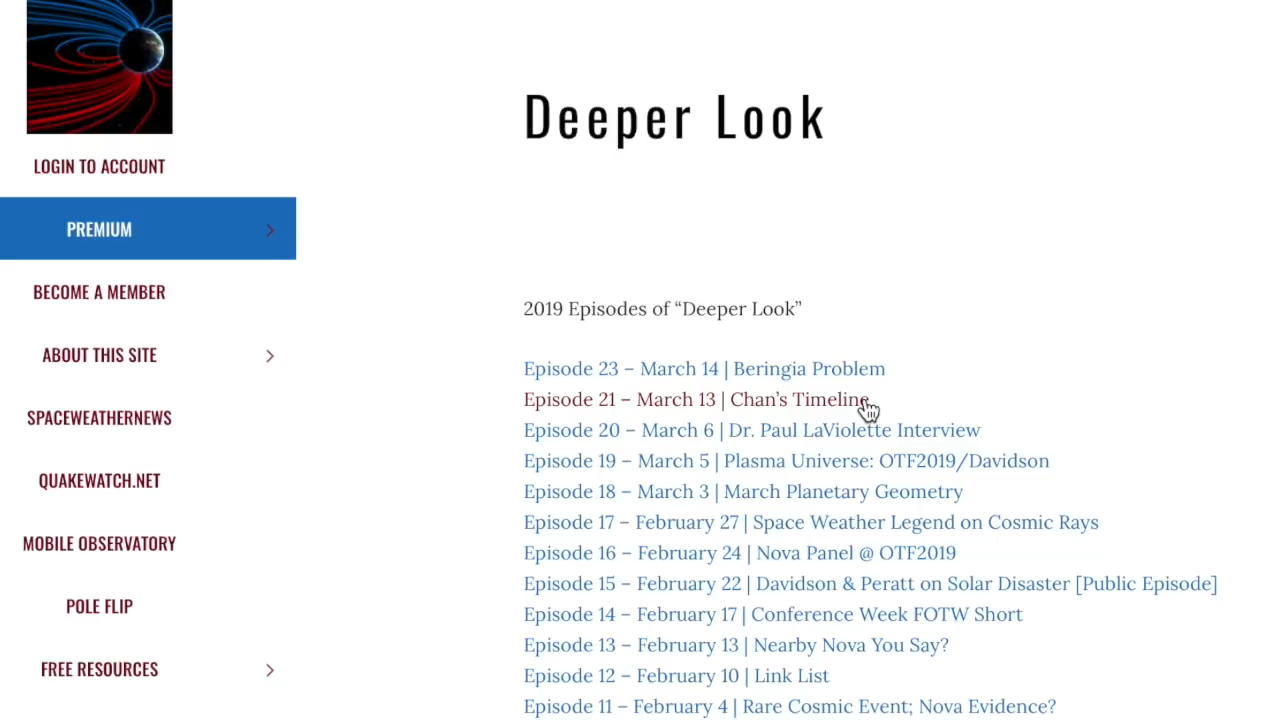 Deeper Look
LOGIN TO ACCOUNT
PREMIUM
BECOME A MEMBER
ABOUT THIS SITE
SPACEWEATHERNEWS
QUAKEWATCH.NET
MOBILE OBSERVATORY
POLE FLIP
FREE RESOURCES
2019 Episodes of “Deeper Look”
Episode 23 – March 14 | Beringia Problem
Episode 21 – March 13 | Chan’s Timeline
Episode 20 – March 6 | Dr. Paul LaViolette Interview
Episode 19 – March 5 | Plasma Universe: OTF2019/Davidson
Episode 18 – March 3 | March Planetary Geometry
Episode 17 – February 27 | Space Weather Legend on Cosmic Rays
Episode 16 – February 24 | Nova Panel @ OTF2019
Episode 15 – February 22 | Davidson & Peratt on Solar Disaster [Public Episode]
Episode 14 – February 17 | Conference Week FOTW Short
Episode 13 – February 13 | Nearby Nova You Say?
Episode 12 – February 10 | Link List
Episode 11 – February 4 | Rare Cosmic Event; Nova Evidence?